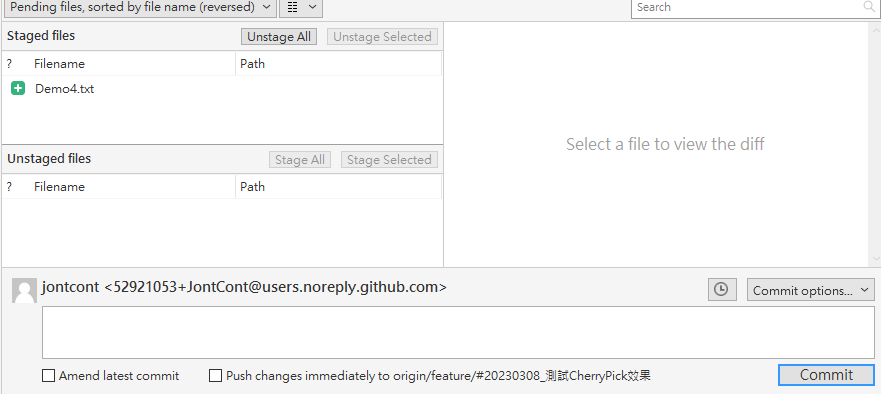 Pending files, sorted by file name (reversed)
Search
Staged files
Unstage All
Unstage Selected
? Filename Path
Demo4.txt
Select a file to view the diff
Unstaged files
Stage All
Stage Selected
? Filename Path
jontcont <52921053+JontCont@users.noreply.github.com>
Commit options...
Amend latest commit
Push changes immediately to origin/feature/#20230308_測試CherryPick效果
Commit